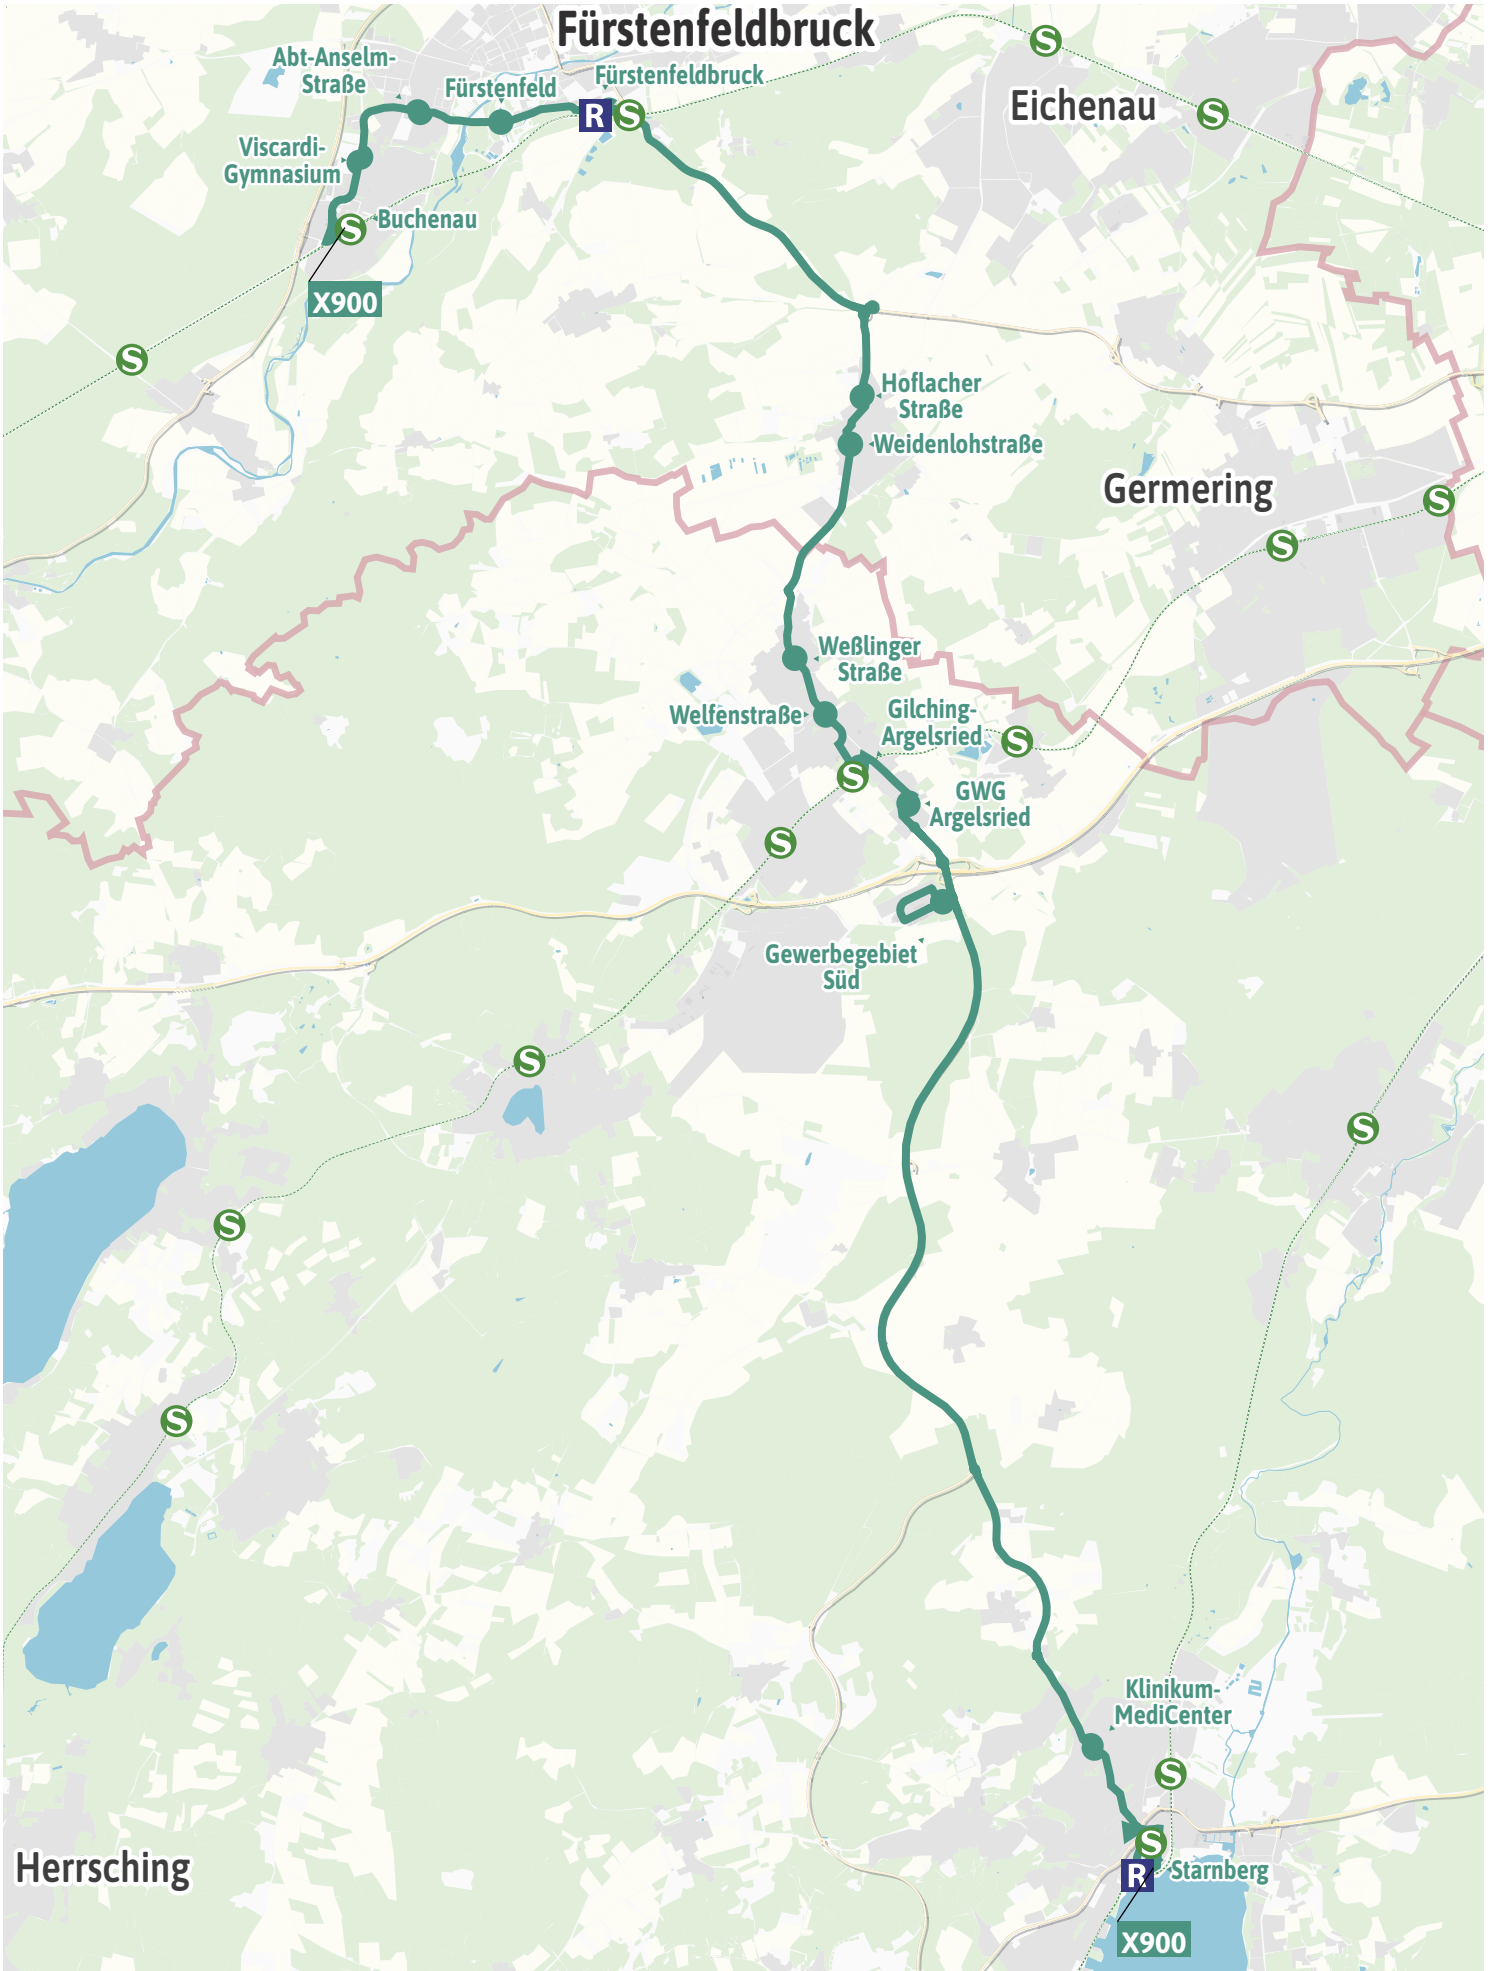 Fürstenfeldbruck
S
Abt-Anselm-
Straße
Fürstenfeld
Fürstenfeldbruck
R
S
Eichenau
S
Viscardi-
Gymnasium
S
Buchenau
X900
S
Hoflacher
Straße
Weidenlohstraße
Germering
S
S
Weßlinger
Straße
Welfenstraße
Gilching-
Argelsried
S
S
GWG
Argelsried
S
Gewerbegebiet
Süd
S
S
S
S
Klinikum-
MediCenter
S
S
Starnberg
R
Herrsching
X900